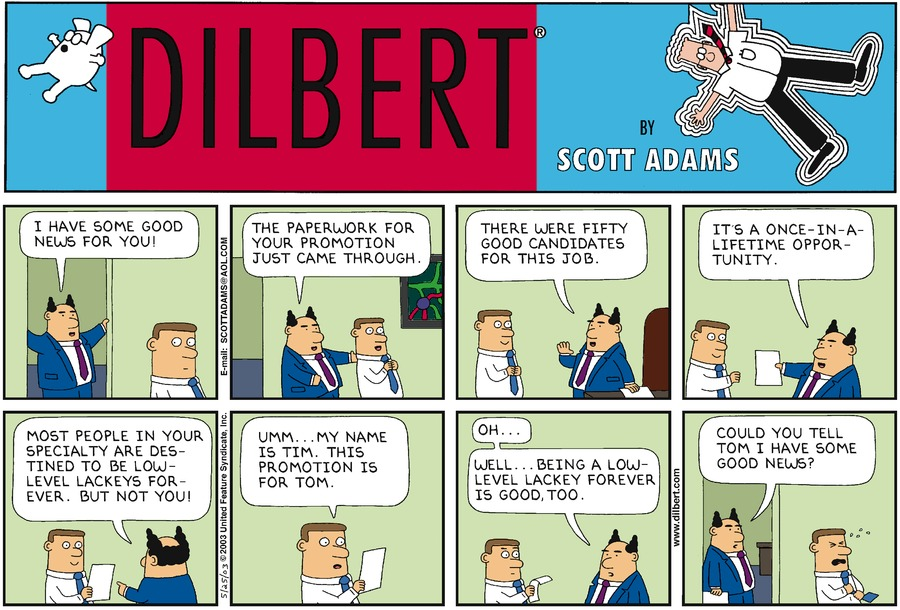 DILBERT®
BY
SCOTT ADAMS
I HAVE SOME GOOD
NEWS FOR YOU!
E-mail: SCOTTADAMS@AOL.COM
THE PAPERWORK FOR
YOUR PROMOTION
JUST CAME THROUGH.
THERE WERE FIFTY
GOOD CANDIDATES
FOR THIS JOB.
IT'S A ONCE-IN-A-
LIFETIME OPPOR-
TUNITY.
MOST PEOPLE IN YOUR
SPECIALTY ARE DES-
TINED TO BE LOW-
LEVEL LACKEYS FOR-
EVER. BUT NOT YOU!
5/25/03 © 2003 United Feature Syndicate, Inc.
UMM...MY NAME
IS TIM. THIS
PROMOTION IS
FOR TOM.
OH...
WELL...BEING A LOW-
LEVEL LACKEY FOREVER
IS GOOD, TOO.
www.dilbert.com
COULD YOU TELL
TOM I HAVE SOME
GOOD NEWS?